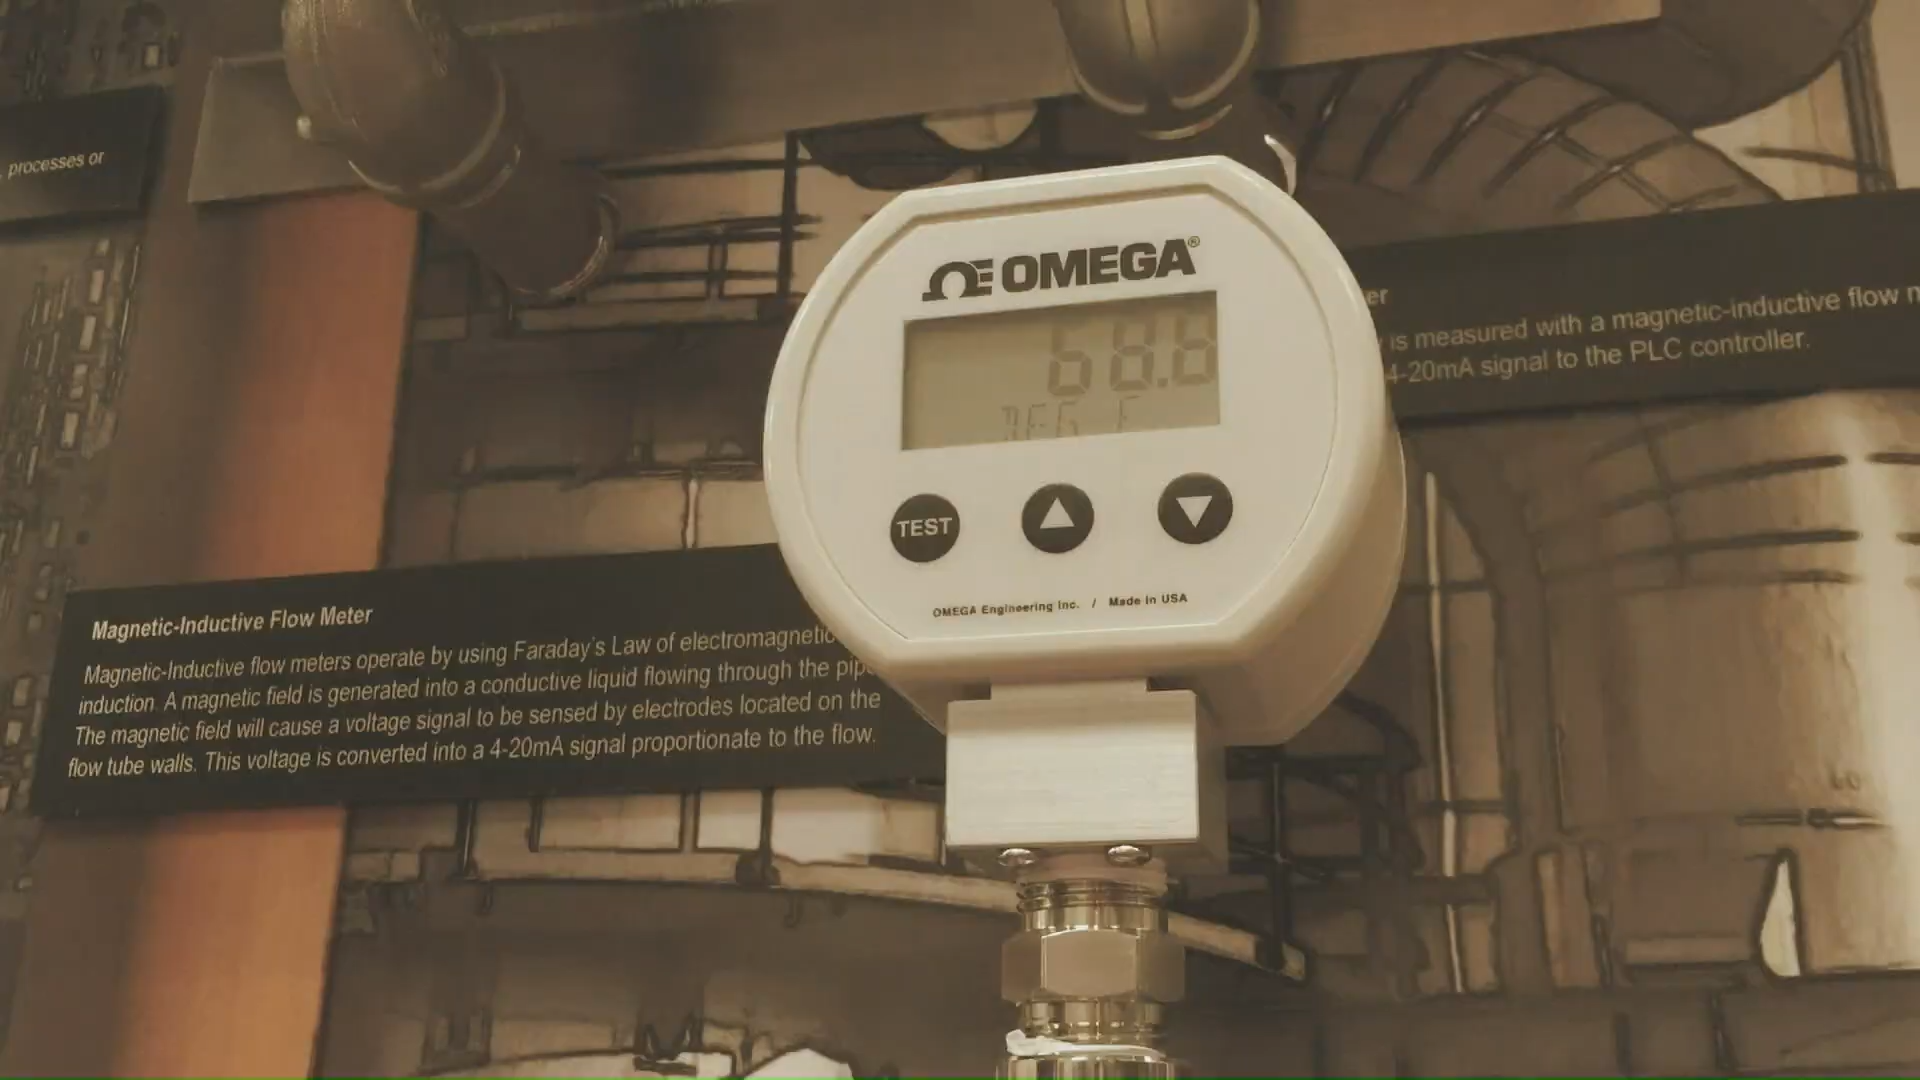 , processes or
ΩE OMEGA®
68.8
DEG F
TEST
OMEGA Engineering Inc. / Made in USA
Magnetic-Inductive Flow Meter
Magnetic-Inductive flow meters operate by using Faraday's Law of electromagnetic
induction. A magnetic field is generated into a conductive liquid flowing through the pipe
The magnetic field will cause a voltage signal to be sensed by electrodes located on the
flow tube walls. This voltage is converted into a 4-20mA signal proportionate to the flow.
er
is measured with a magnetic-inductive flow m
4-20mA signal to the PLC controller.